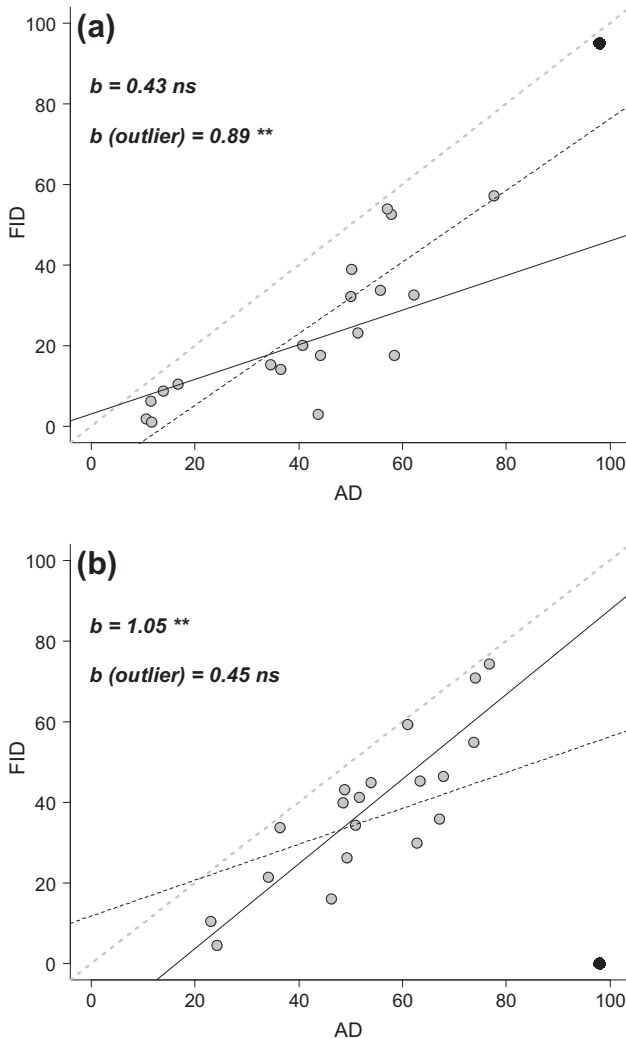 (a)
b = 0.43 ns
b (outlier) = 0.89 **
100
80
60
40
20
0
FID
0 20 40 60 80 100
AD
(b)
b = 1.05 **
b (outlier) = 0.45 ns
100
80
60
40
20
0
FID
0 20 40 60 80 100
AD